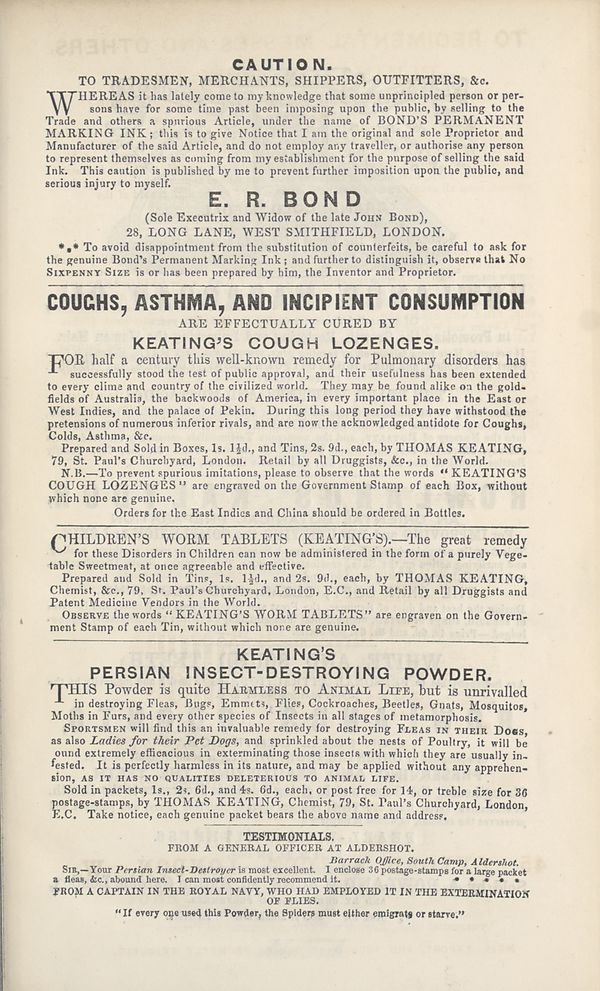 CAUTION.
TO TRADESMEN, MERCHANTS, SHIPPERS, OUTFITTERS, &c.
WHEREAS it has lately come to my knowledge that some unprincipled person or per-
sons have for some time past been imposing upon the public, by selling to the
Trade and others a spurious Article, under the name of BOND'S PERMANENT
MARKING INK; this is to give Notice that I am the original and sole Proprietor and
Manufacturer of the said Article, and do not employ any traveller, or authorise any person
to represent themselves as coming from my establishment for the purpose of selling the said
Ink. This caution is published by me to prevent further imposition upon the public, and
serious injury to myself.
E. R. BOND
(Sole Executrix and Widow of the late JOHN BOND),
28, LONG LANE, WEST SMITHFIELD, LONDON.
*** To avoid disappointment from the substitution of counterfeits, be careful to ask for
the genuine Bond's Permanent Marking Ink; and further to distinguish it, observe that No
SIXPENNY SIZE is or has been prepared by him, the Inventor and Proprietor.
COUGHS, ASTHMA, AND INCIPIENT CONSUMPTION
ARE EFFECTUALLY CURED BY
KEATING'S COUGH LOZENGES.
FOR half a century this well-known remedy for Pulmonary disorders has
successfully stood the test of public approval, and their usefulness has been extended
to every clime and country of the civilized world. They may be found alike on the gold-
fields of Australia, the backwoods of America, in every important place in the East or
West Indies, and the palace of Pekin. During this long period they have withstood the
pretensions of numerous inferior rivals, and are now the acknowledged antidote for Coughs,
Colds, Asthma, &c.
Prepared and Sold in Boxes, 1s. 1½d., and Tins, 2s. 9d., each, by THOMAS KEATING,
79, St. Paul's Churchyard, London. Retail by all Druggists, &c., in the World.
N.B.—To prevent spurious imitations, please to observe that the words "KEATING'S
COUGH LOZENGES" are engraved on the Government Stamp of each Box, without
which none are genuine.
Orders for the East Indies and China should be ordered in Bottles.
CHILDREN'S WORM TABLETS (KEATING'S).—The great remedy
for these Disorders in Children can now be administered in the form of a purely Vege-
table Sweetmeat, at once agreeable and effective.
Prepared and Sold in Tins, 1s. 1½d., and 2s. 9d., each, by THOMAS KEATING,
Chemist, &c., 79, St. Paul's Churchyard, London, E.C., and Retail by all Druggists and
Patent Medicine Vendors in the World.
OBSERVE the words "KEATING'S WORM TABLETS" are engraven on the Govern-
ment Stamp of each Tin, without which none are genuine.
KEATING'S
PERSIAN INSECT-DESTROYING POWDER.
THIS Powder is quite HARMLESS TO ANIMAL LIFE, but is unrivalled
in destroying Fleas, Bugs, Emmets, Flies, Cockroaches, Beetles, Gnats, Mosquitos,
Moths in Furs, and every other species of Insects in all stages of metamorphosis.
SPORTSMEN will find this an invaluable remedy for destroying FLEAS IN THEIR DOGS,
as also Ladies for their Pet Dogs, and sprinkled about the nests of Poultry, it will be
ound extremely efficacious in exterminating those insects with which they are usually in-
fested. It is perfectly harmless in its nature, and may be applied without any apprehen-
sion, AS IT HAS NO QUALITIES DELETERIOUS TO ANIMAL LIFE.
Sold in packets, 1s., 2s. 6d., and 4s. 6d., each, or post free for 14, or treble size for 36
postage-stamps, by THOMAS KEATING, Chemist, 79, St. Paul's Churchyard, London,
E.C. Take notice, each genuine packet bears the above name and address.
TESTIMONIALS.
FROM A GENERAL OFFICER AT ALDERSHOT.
Barrack Office, South Camp, Aldershot.
SIR,—Your Persian Insect-Destroyer is most excellent. I enclose 36 postage-stamps for a large packet
a fleas, &c., abound here. I can most confidently recommend it. * * * * *
FROM A CAPTAIN IN THE ROYAL NAVY, WHO HAD EMPLOYED IT IN THE EXTERMINATION
OF FLIES.
"If every one used this Powder, the Spiders must either emigrate or starve."